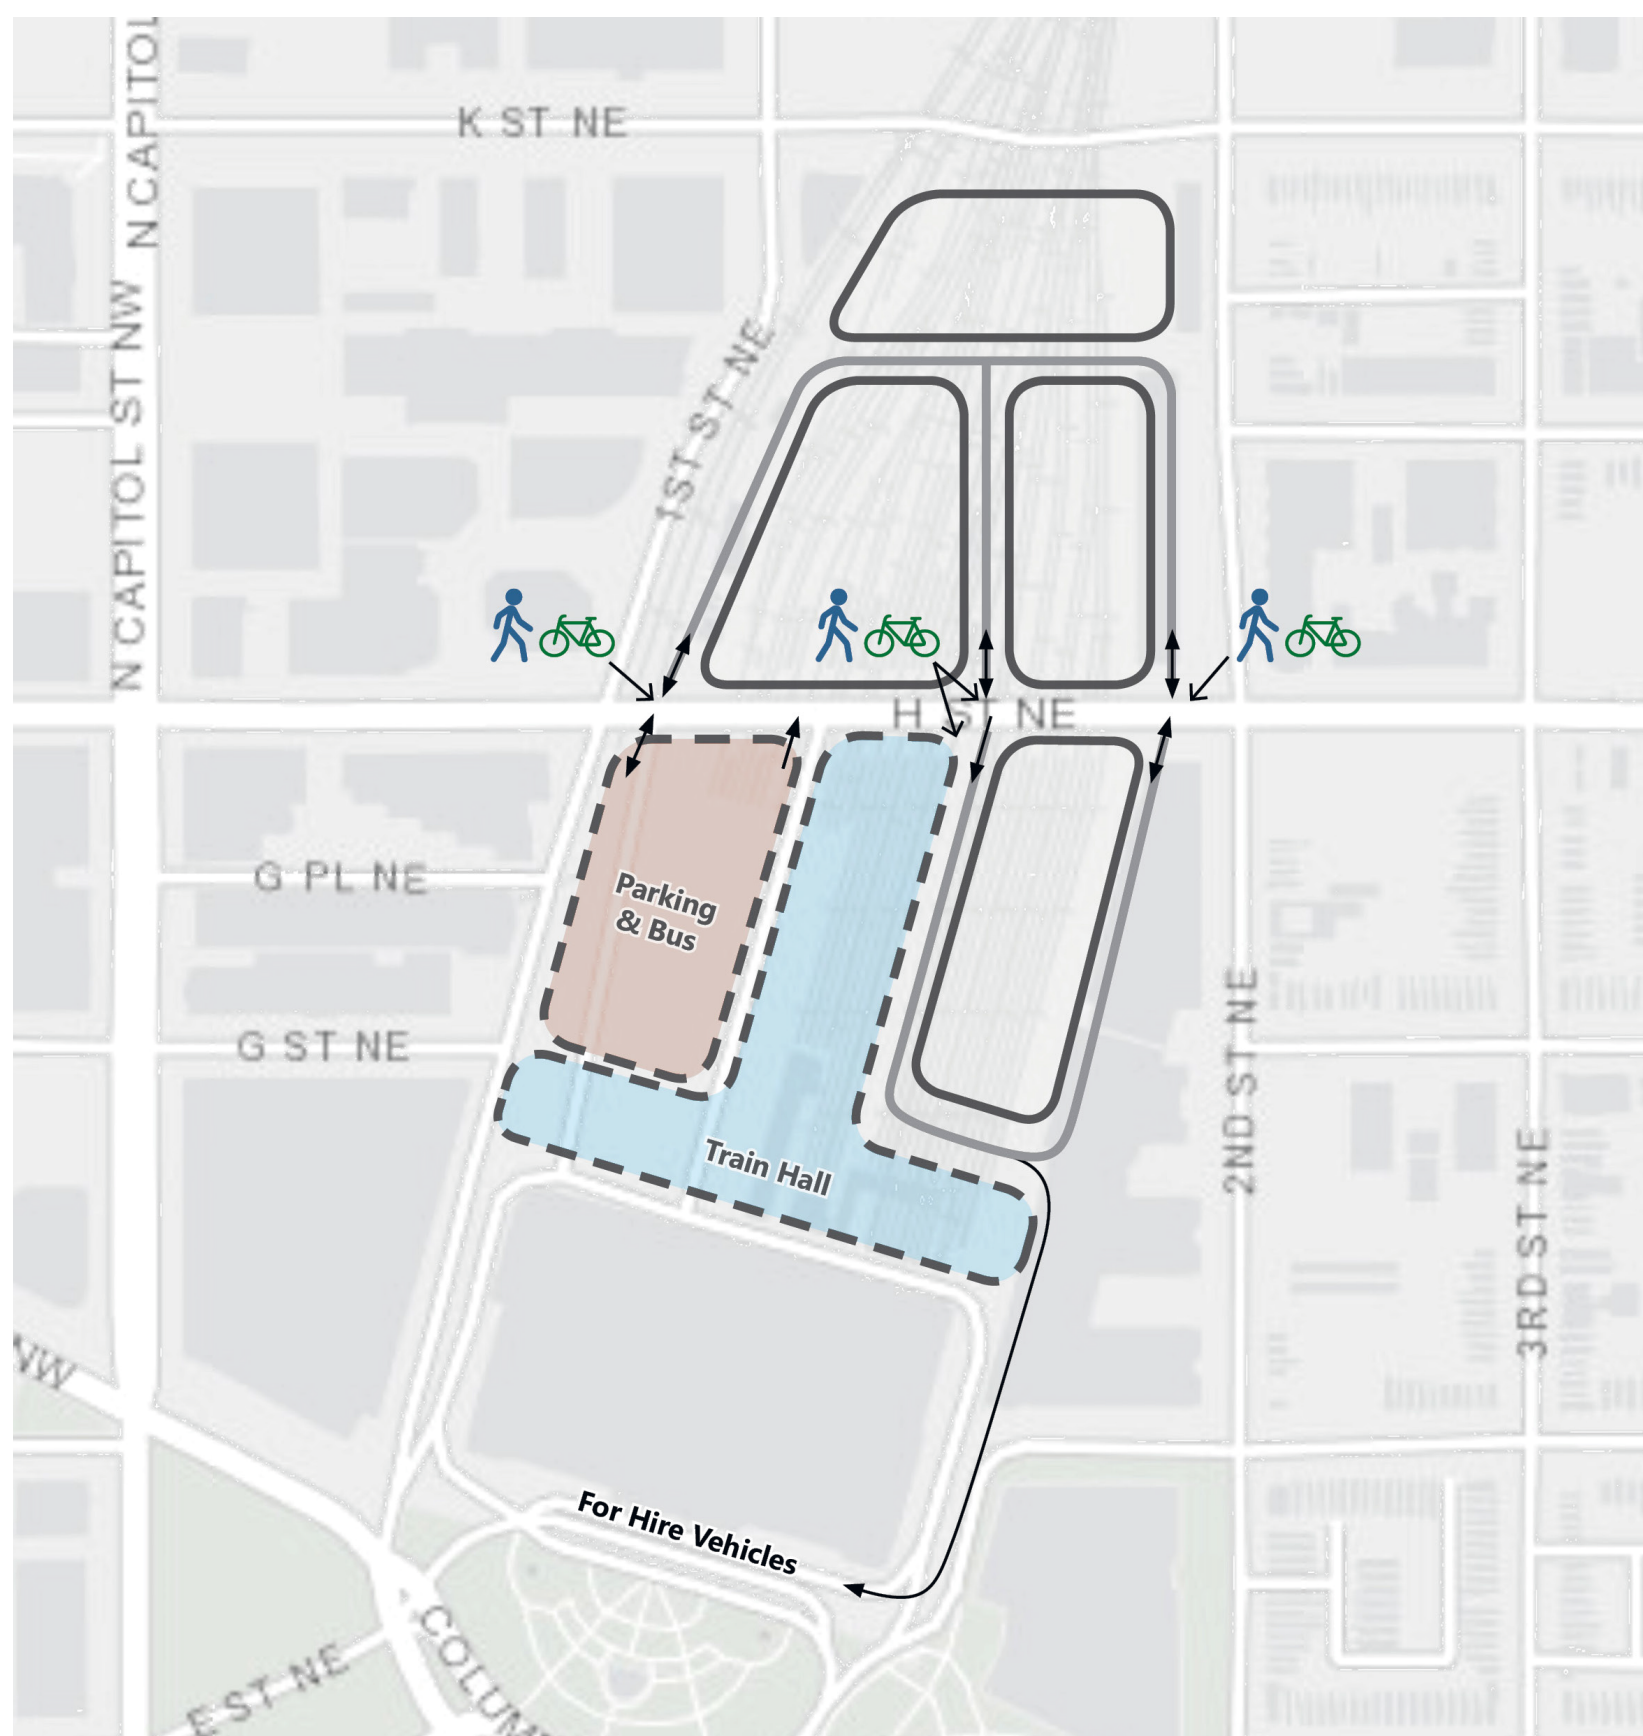 N CAPITOL
K ST NE
N CAPITOL ST NW
1ST ST NE
H ST NE
Parking
& Bus
G PL NE
G ST NE
2ND ST NE
Train Hall
3RD ST NE
NW
For Hire Vehicles
COLUM
E ST NE